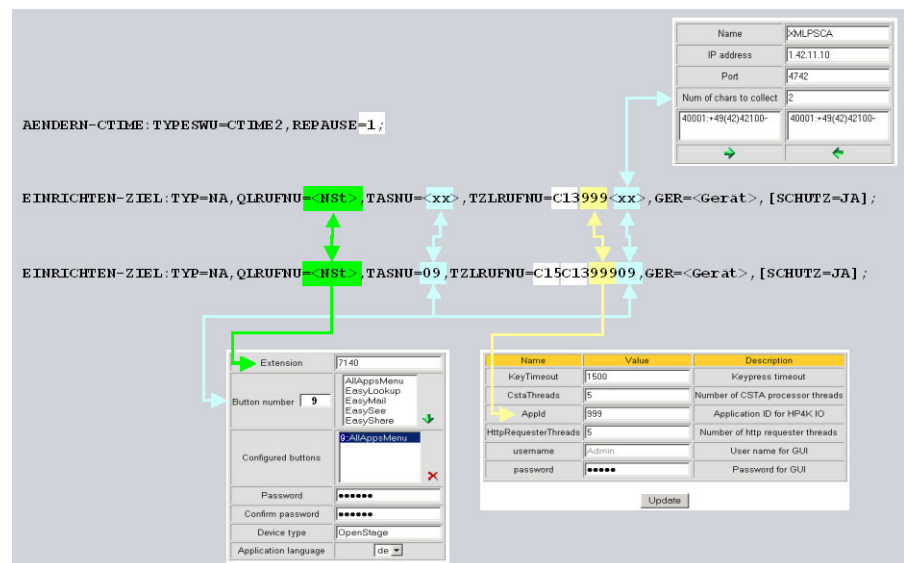 Name XMLPSCA
IP address 1.42.11.10
Port 4742
Num of chars to collect 2
40001:+49(42)42100- 40001:+49(42)42100-
AENDERN-CTIME:TYPESWU=CTIME2,REPAUSE=1;
EINRICHTEN-ZIEL:TYP=NA,QLRUFNU=<NSt>,TASNU=<xx>,TZLRUFNU=C13999<xx>,GER=<Gerät>,[SCHUTZ=JA];
EINRICHTEN-ZIEL:TYP=NA,QLRUFNU=<NSt>,TASNU=09,TZLRUFNU=C15C1399909,GER=<Gerät>,[SCHUTZ=JA];
Extension 7140
Button number 9
AllAppsMenu
EasyLookup
EasyMail
EasySee
EasyShare
Configured buttons 9:AllAppsMenu
Password ●●●●●●
Confirm password ●●●●●●
Device type OpenStage
Application language de
Name Value Description
KeyTimeout 1500 Keypress timeout
CstaThreads 5 Number of CSTA processor threads
AppId 999 Application ID for HP4K IO
HttpRequesterThreads 5 Number of http requester threads
username Admin User name for GUI
password ●●●●● Password for GUI
Update